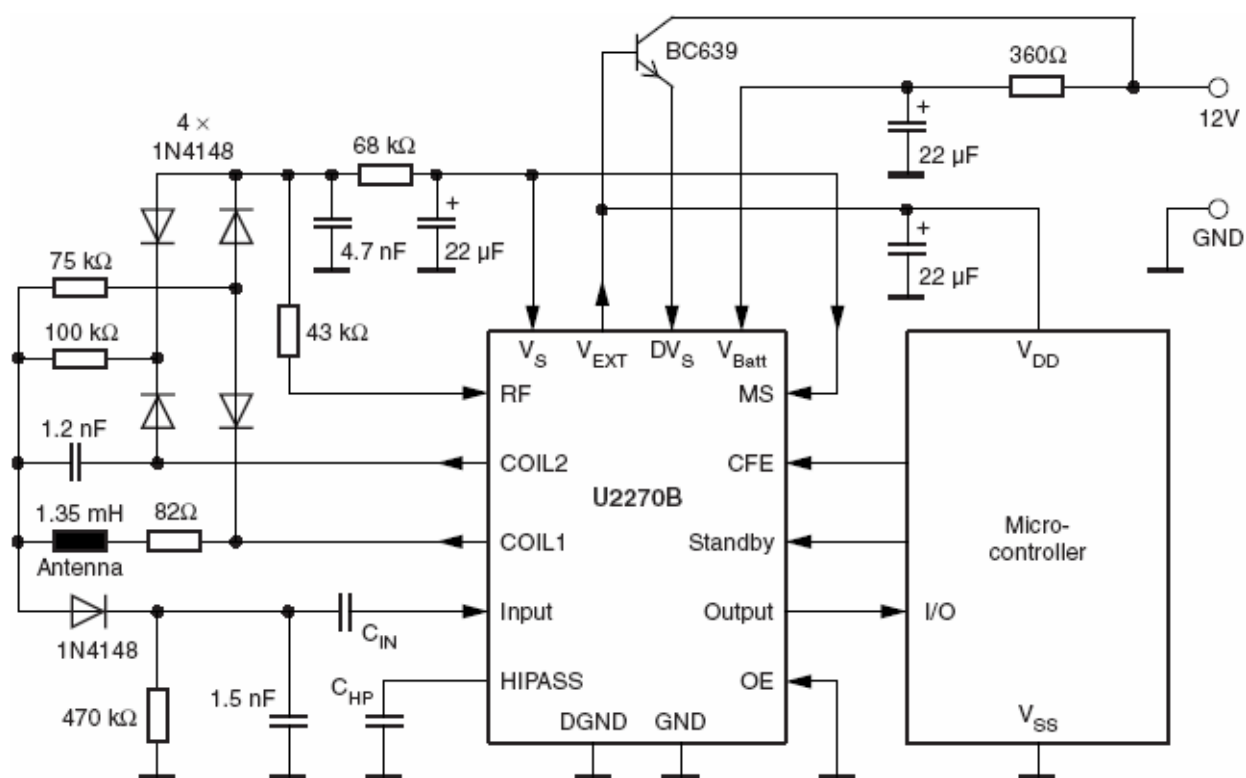 BC639
360Ω
12V
+
22 µF
4 ×
1N4148
68 kΩ
+
4.7 nF
22 µF
GND
+
22 µF
75 kΩ
100 kΩ
43 kΩ
V_S
V_EXT
DV_S
V_Batt
V_DD
RF
MS
1.2 nF
COIL2
CFE
U2270B
1.35 mH
82Ω
COIL1
Standby
Micro-
controller
Antenna
Input
Output
I/O
1N4148
C_IN
HIPASS
OE
470 kΩ
1.5 nF
C_HP
DGND
GND
V_SS